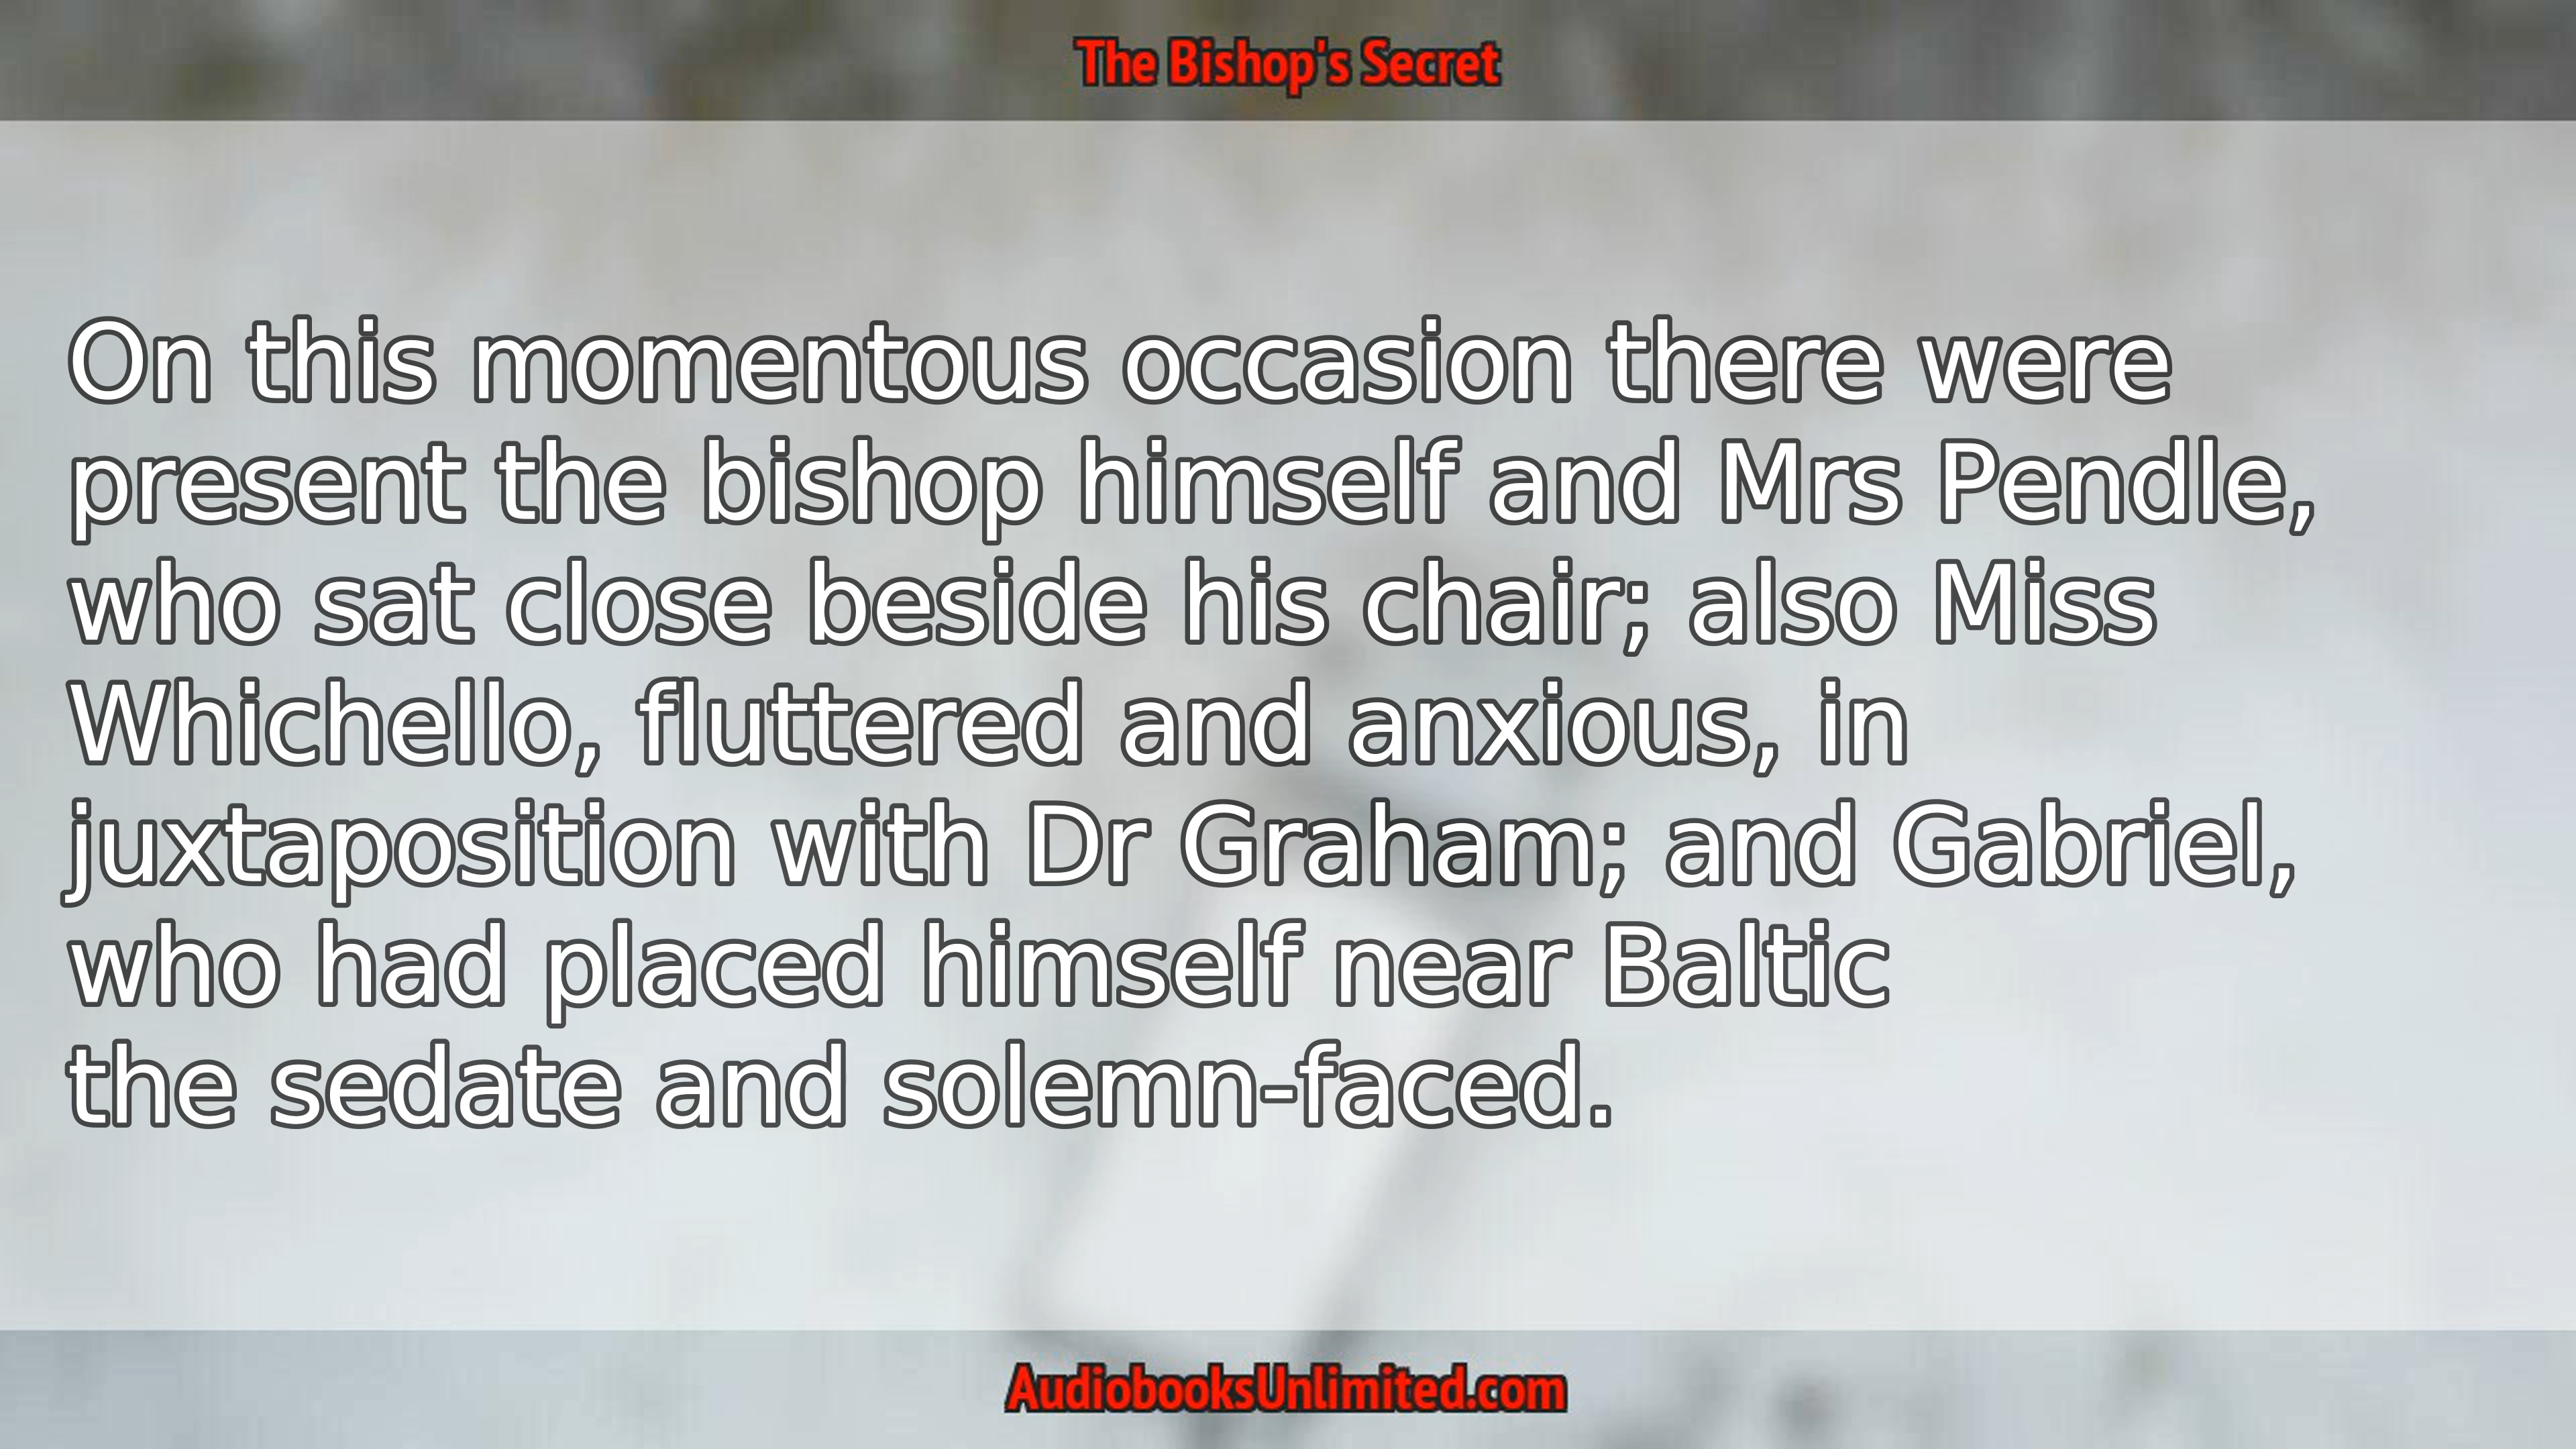 The Bishop's Secret
On this momentous occasion there were
present the bishop himself and Mrs Pendle,
who sat close beside his chair; also Miss
Whichello, fluttered and anxious, in
juxtaposition with Dr Graham; and Gabriel,
who had placed himself near Baltic
the sedate and solemn-faced.
AudiobooksUnlimited.com